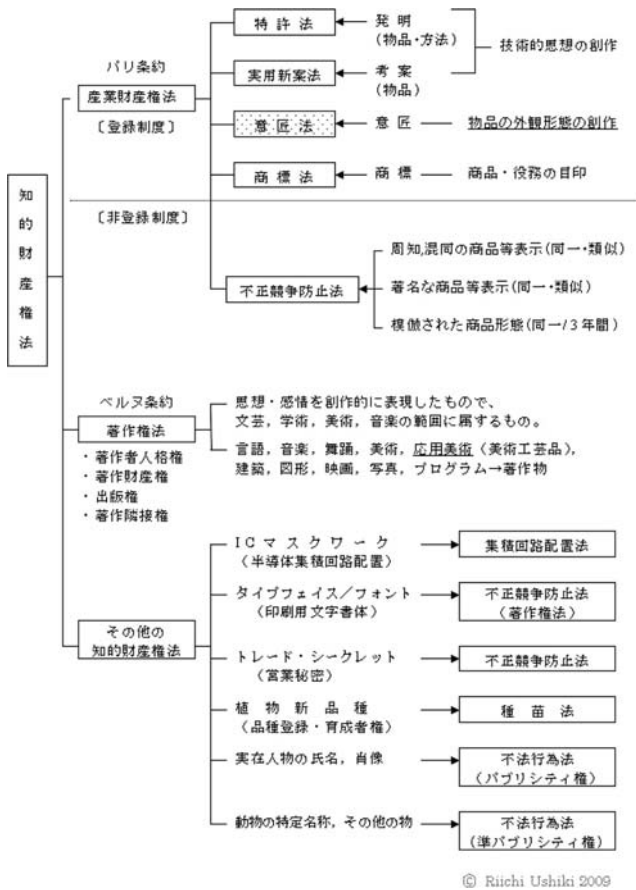 特許法
発明
(物品・方法)
技術的思想の創作
実用新案法
考案
(物品)
パリ条約
産業財産権法
〔登録制度〕
意匠法
意匠
物品の外観形態の創作
商標法
商標
商品・役務の目印
知的財産権法
〔非登録制度〕
不正競争防止法
周知,混同の商品等表示(同一・類似)
著名な商品等表示(同一・類似)
模倣された商品形態(同一/3年間)
ベルヌ条約
著作権法
・著作者人格権
・著作財産権
・出版権
・著作隣接権
思想・感情を創作的に表現したもので、
文芸，学術，美術，音楽の範囲に属するもの。
言語，音楽，舞踊，美術，応用美術（美術工芸品），
建築，図形，映画，写真，プログラム→著作物
その他の
知的財産権法
ICマスクワーク
(半導体集積回路配置)
集積回路配置法
タイプフェイス／フォント
(印刷用文字書体)
不正競争防止法
(著作権法)
トレード・シークレット
(営業秘密)
不正競争防止法
植物新品種
(品種登録・育成者権)
種苗法
実在人物の氏名，肖像
不法行為法
(パブリシティ権)
動物の特定名称，その他の物
不法行為法
(準パブリシティ権)
© Riichi Ushiki 2009